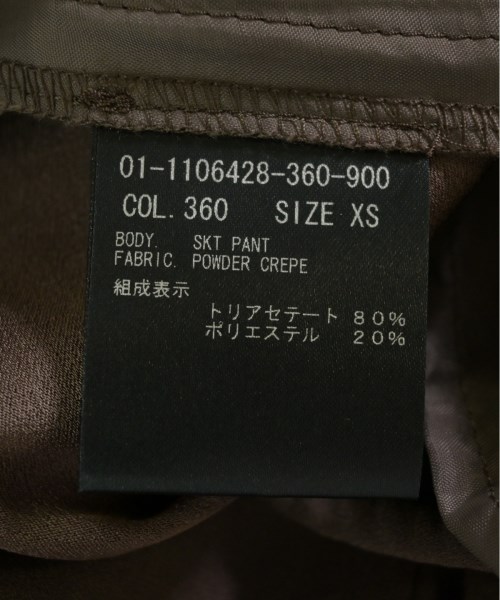 01-1106428-360-900
COL. 360 SIZE XS
BODY. SKT PANT
FABRIC. POWDER CREPE
組成表示
トリアセテート 80%
ポリエステル 20%